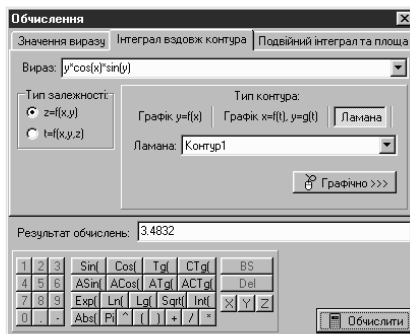 Обчислення
Значення виразу Інтеграл вздовж контура Подвійний інтеграл та площа
Вираз: y*cos(x)*sin(y)
Тип залежності:
z=f(x,y)
t=f(x,y,z)
Тип контура:
Графік y=f(x) Графік x=f(t), y=g(t) Ламана
Ламана: Контур1
Графічно >>>
Результат обчислень: 3.4832
1 2 3 Sin( Cos( Tg( CTg( BS
4 5 6 ASin( ACos( ATg( ACTg( Del
7 8 9 Exp( Ln( Lg( Sqrt( Int( X Y Z
0 . - Abs( Pi ^ ( ) + / *
Обчислити